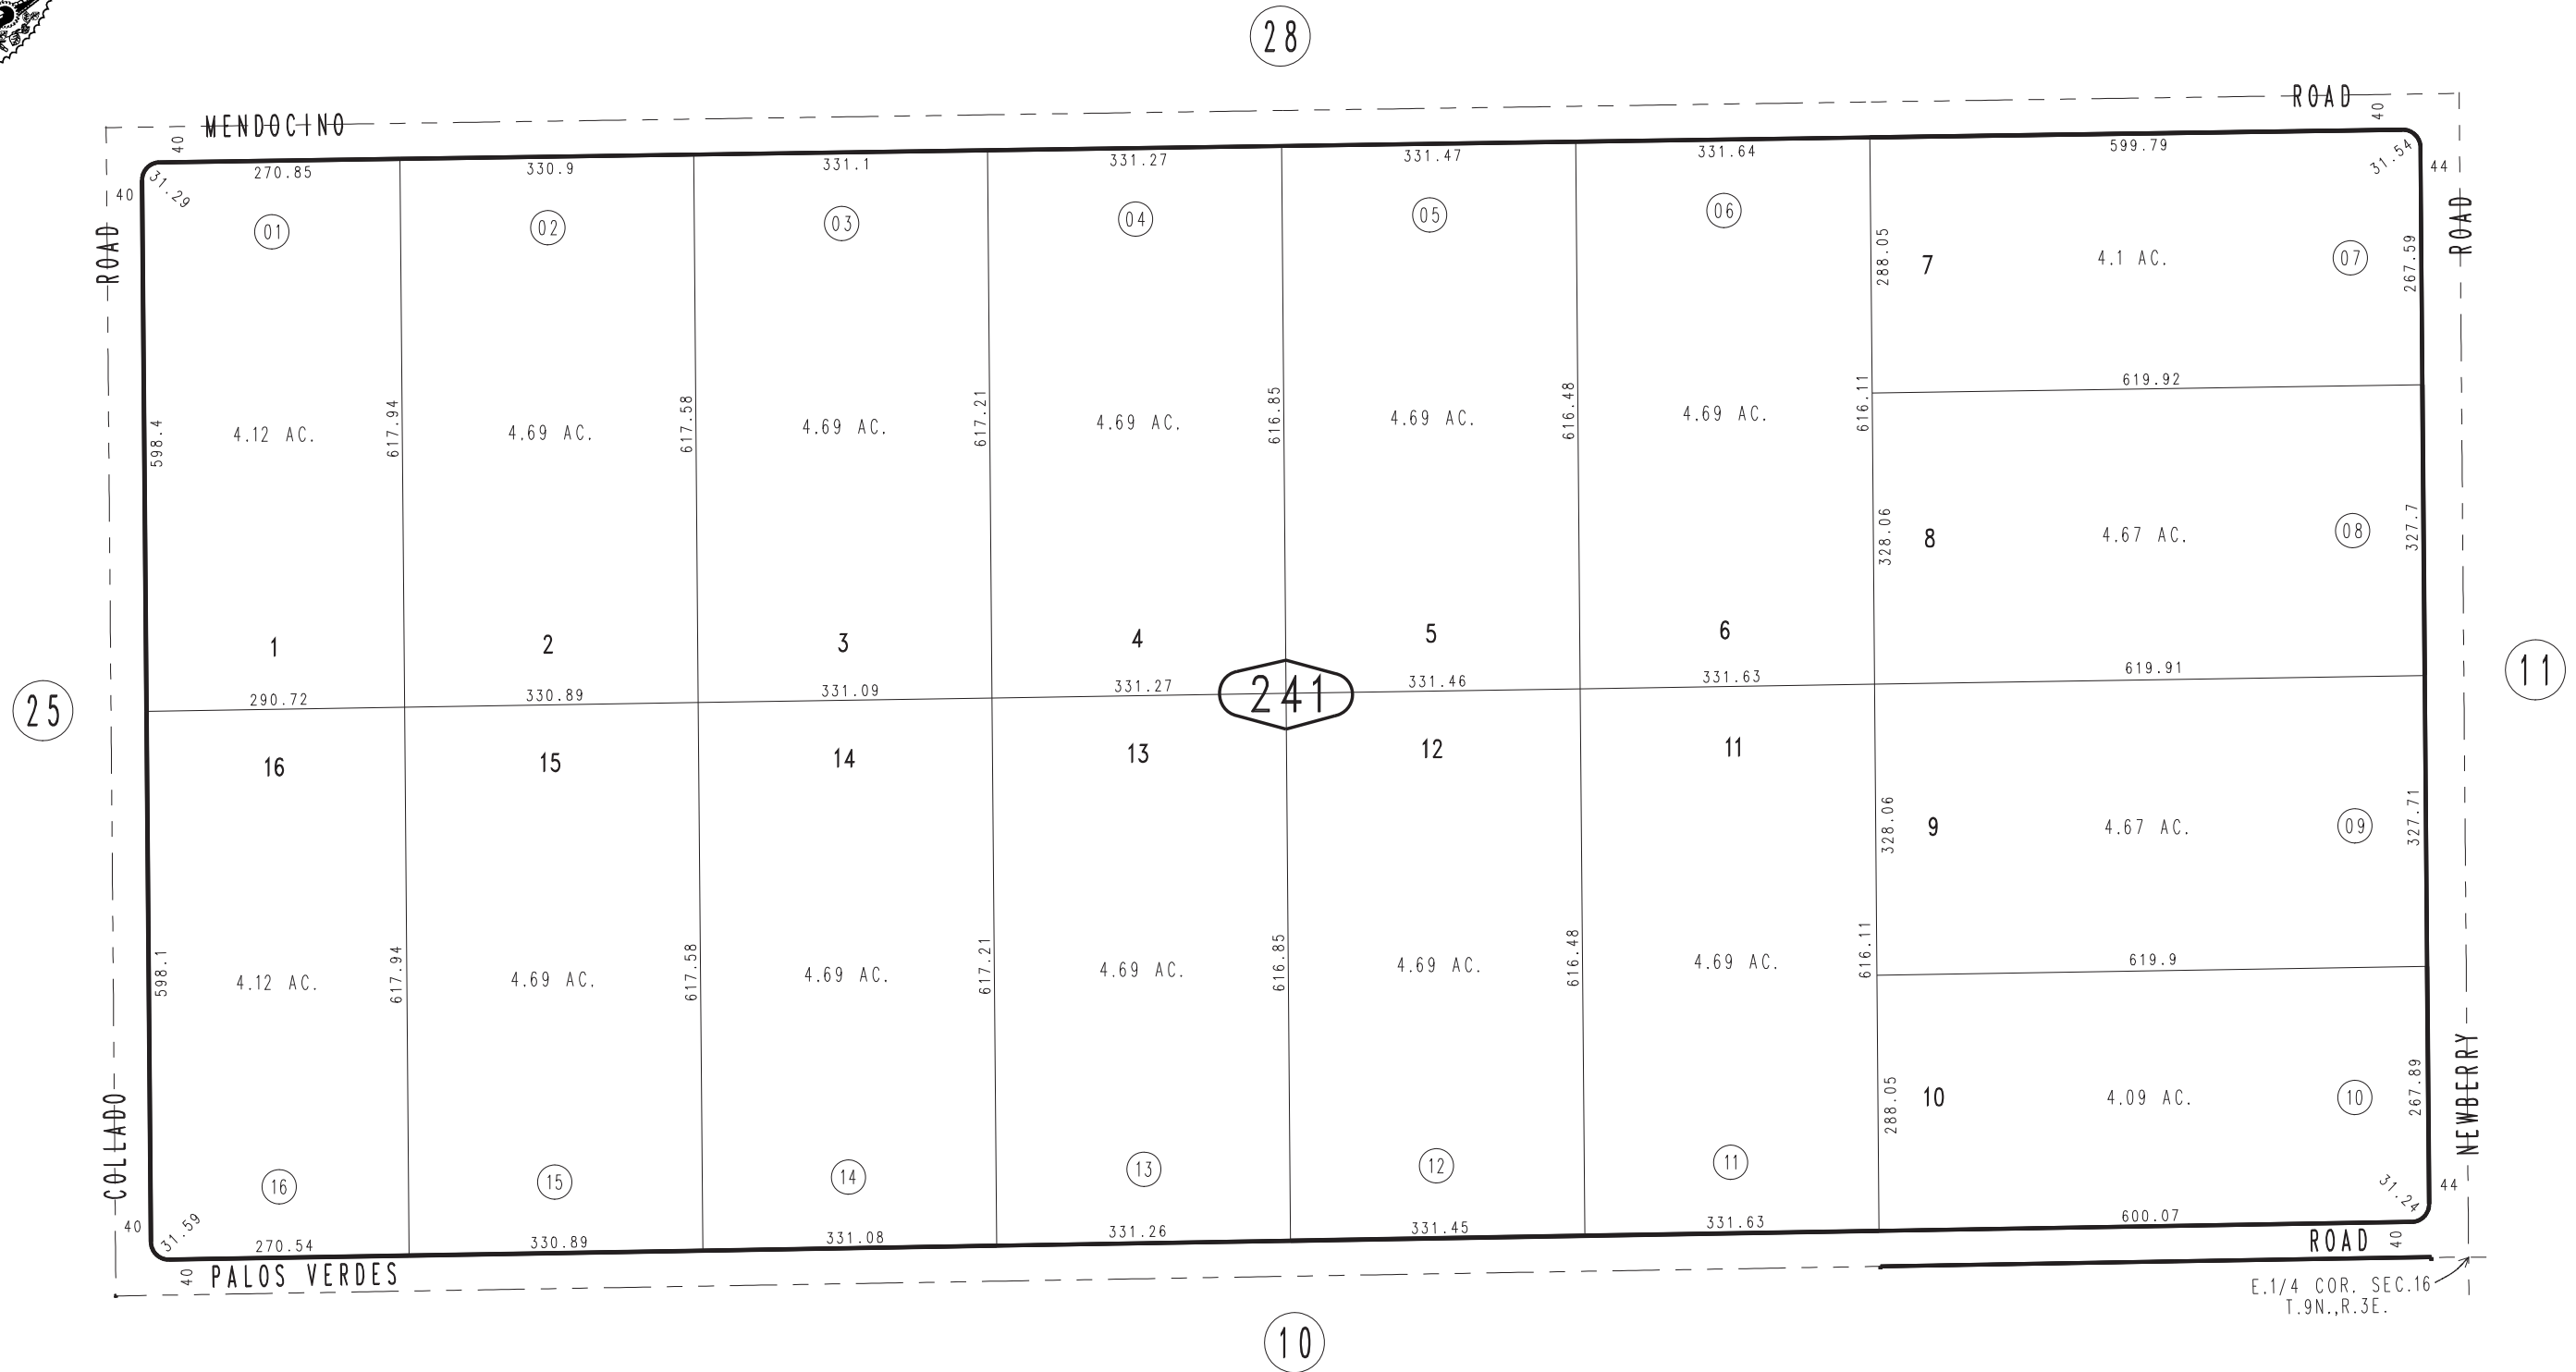 28
MENDOCINO ROAD
40 40
270.85 330.9 331.1 331.27 331.47 331.64 599.79
31.29 31.54
40 44
ROAD ROAD
01 02 03 04 05 06
288.05 7 4.1 AC. 07 267.59
619.92
598.4 4.12 AC. 617.94 4.69 AC. 617.58 4.69 AC. 617.21 4.69 AC. 616.85 4.69 AC. 616.48 4.69 AC. 616.11
328.06 8 4.67 AC. 08 327.7
1 2 3 4 5 6
290.72 330.89 331.09 331.27 331.46 331.63 619.91
25 241 11
16 15 14 13 12 11
328.06 9 4.67 AC. 09 327.71
619.9
598.1 4.12 AC. 617.94 4.69 AC. 617.58 4.69 AC. 617.21 4.69 AC. 616.85 4.69 AC. 616.48 4.69 AC. 616.11
288.05 10 4.09 AC. 10 267.89
COLLADO NEWBERRY
16 15 14 13 12 11
31.24 44
40 31.59
270.54 330.89 331.08 331.26 331.45 331.63 600.07
40 PALOS VERDES ROAD 40
E.1/4 COR. SEC.16
T.9N.,R.3E.
10